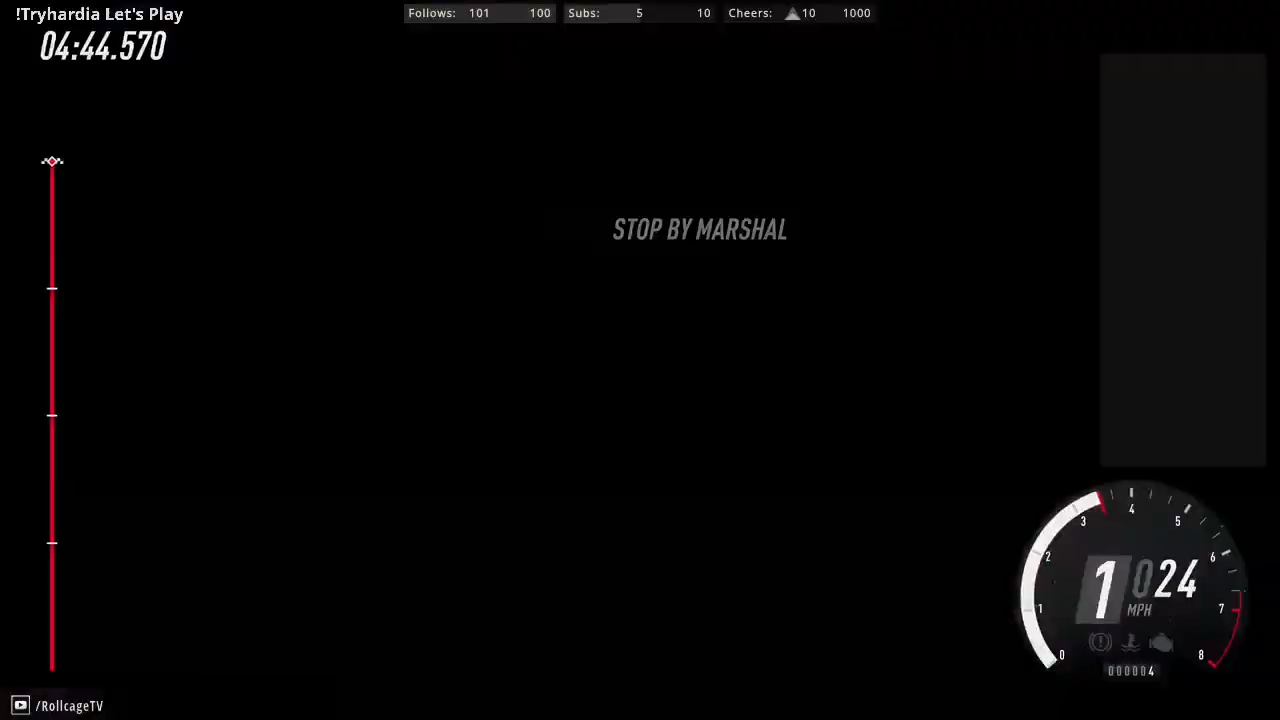 !Tryhardia Let's Play
Follows: 101 100 Subs: 5 10 Cheers: 10 1000
04:44.570
STOP BY MARSHAL
0 1 2 3 4 5 6 7 8
1 024
MPH
000004
/RollcageTV